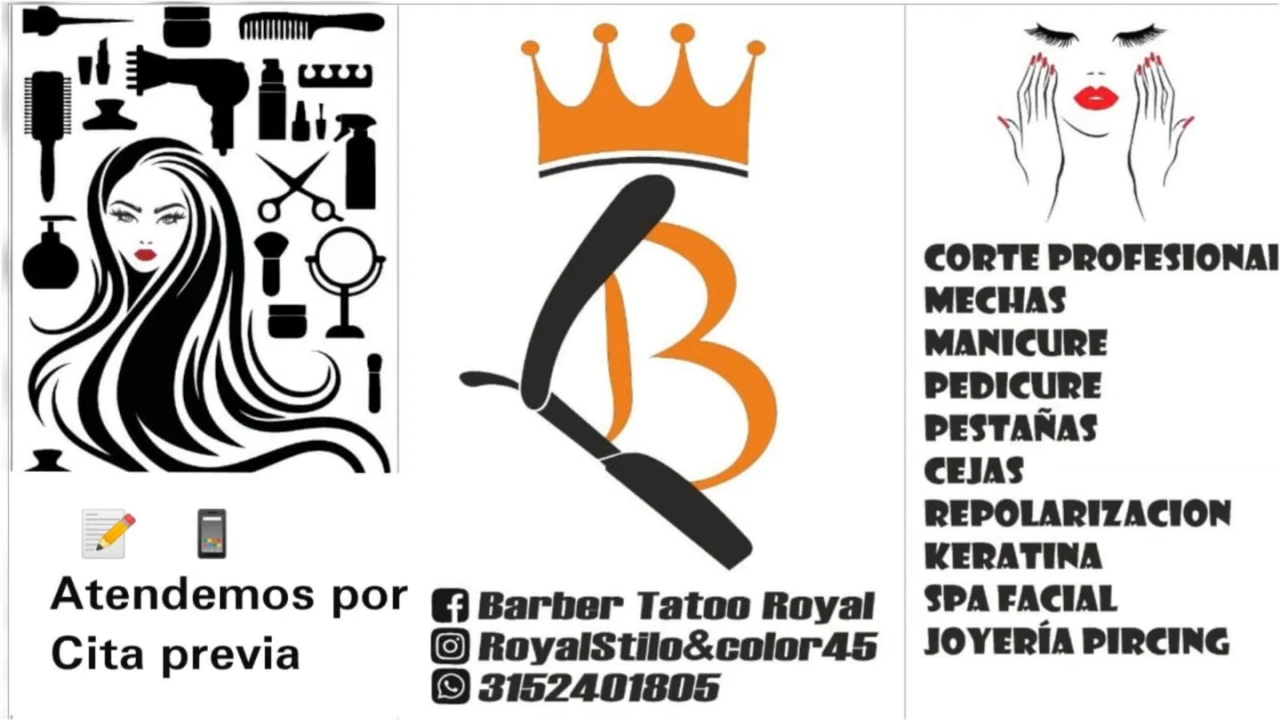 Atendemos por
Cita previa
B
Barber Tatoo Royal
RoyalStilo&color45
3152401805
CORTE PROFESIONAL
MECHAS
MANICURE
PEDICURE
PESTAÑAS
CEJAS
REPOLARIZACION
KERATINA
SPA FACIAL
JOYERÍA PIRCING